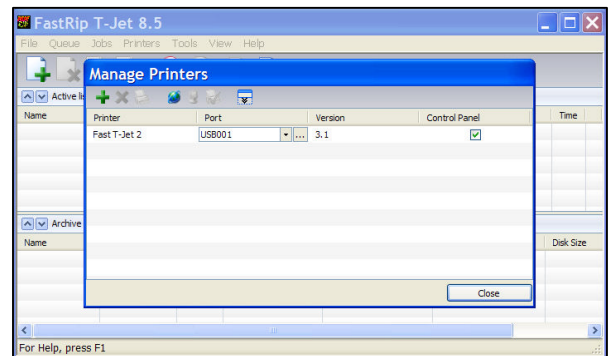 FastRip T-Jet 8.5
File Queue Jobs Printers Tools View Help
Manage Printers
Active li
Name
Time
Printer Port Version Control Panel
Fast T-Jet 2 USB001 ... 3.1
Archive
Name
Disk Size
Close
For Help, press F1